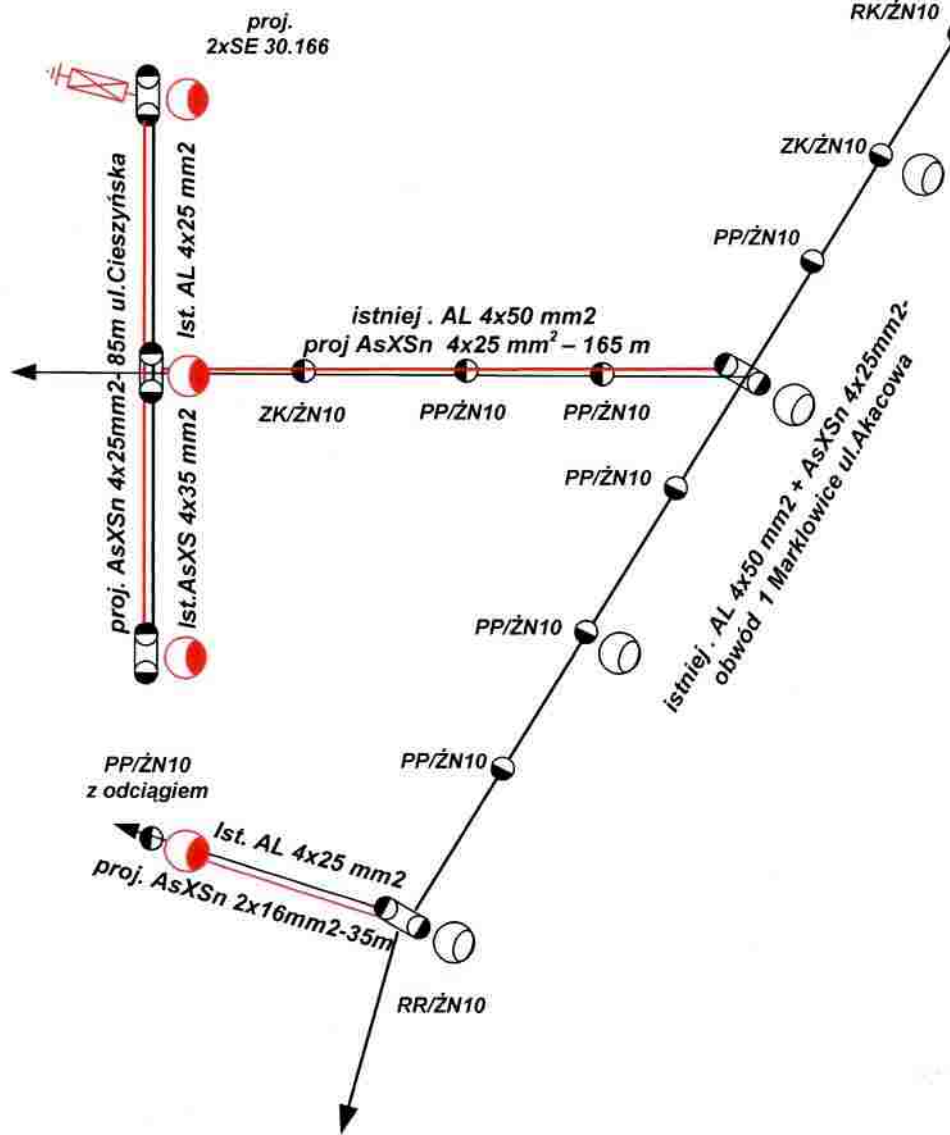 proj.
2xSE 30.166
RK/ŻN10
ZK/ŻN10
PP/ŻN10
proj. AsXSn 4x25mm2- 85m ul.Cieszyńska
Ist. AL 4x25 mm2
Ist.AsXS 4x35 mm2
istniej . AL 4x50 mm2
proj AsXSn 4x25 mm² – 165 m
ZK/ŻN10
PP/ŻN10
PP/ŻN10
PP/ŻN10
istniej . AL 4x50 mm2 + AsXSn 4x25mm2-
obwód 1 Marklowice ul.Akacowa
PP/ŻN10
PP/ŻN10
PP/ŻN10
z odciągiem
Ist. AL 4x25 mm2
proj. AsXSn 2x16mm2-35m
RR/ŻN10